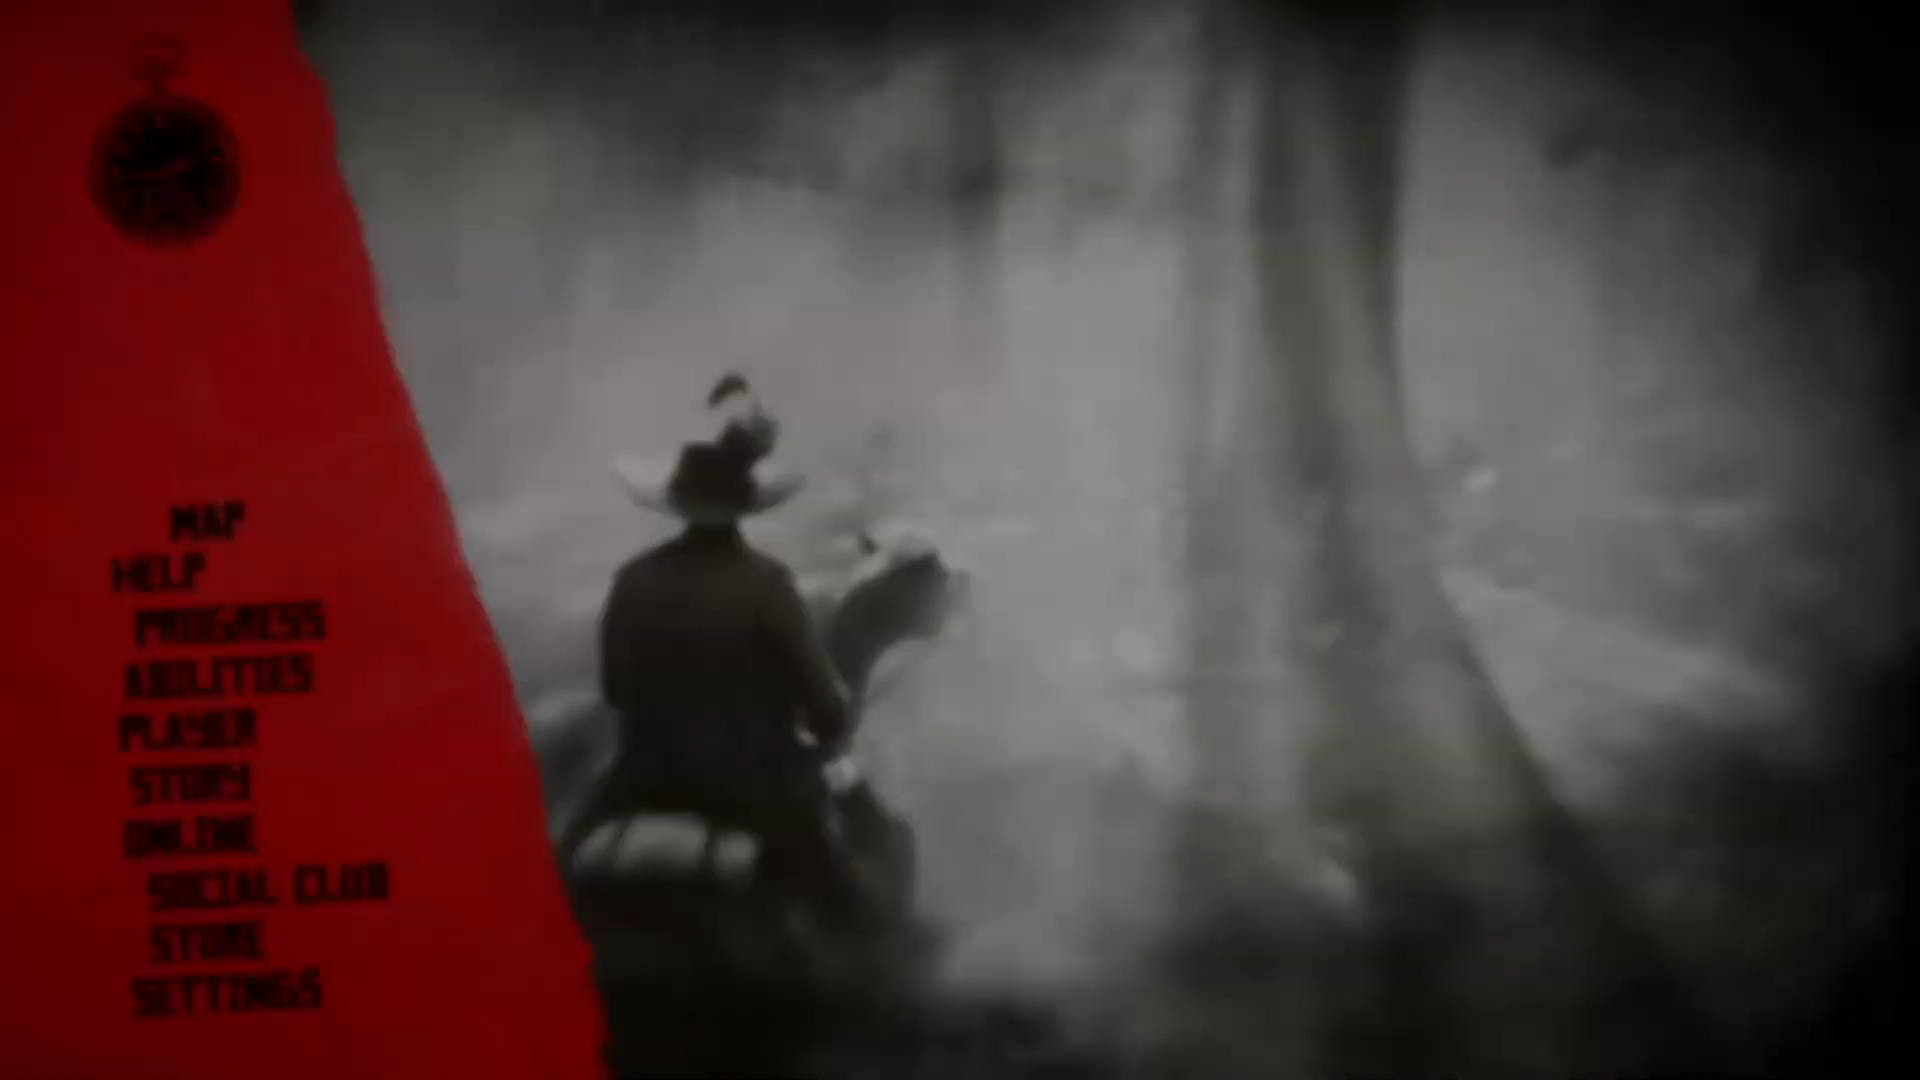 MAP
HELP
PROGRESS
ABILITIES
PLAYER
STORY
ONLINE
SOCIAL CLUB
STORE
SETTINGS